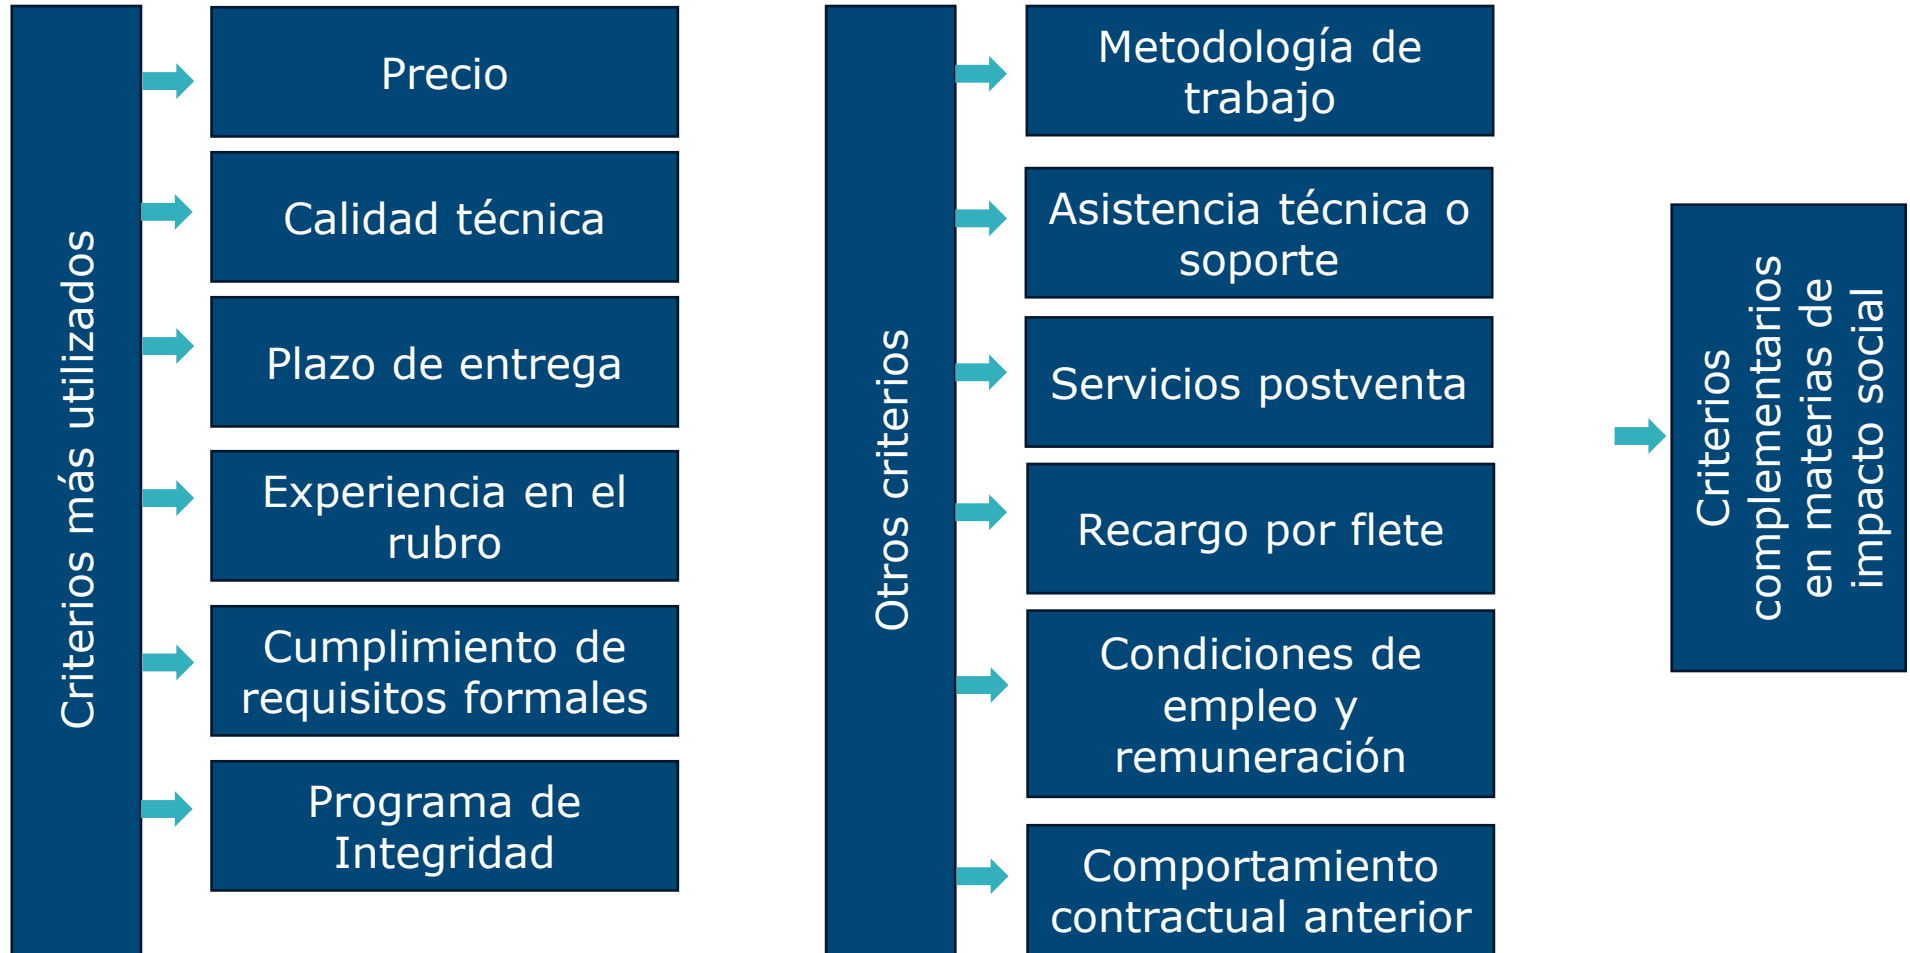 Criterios más utilizados
Precio
Calidad técnica
Plazo de entrega
Experiencia en el
rubro
Cumplimiento de
requisitos formales
Programa de
Integridad
Otros criterios
Metodología de
trabajo
Asistencia técnica o
soporte
Servicios postventa
Recargo por flete
Condiciones de
empleo y
remuneración
Comportamiento
contractual anterior
Criterios
complementarios
en materias de
impacto social